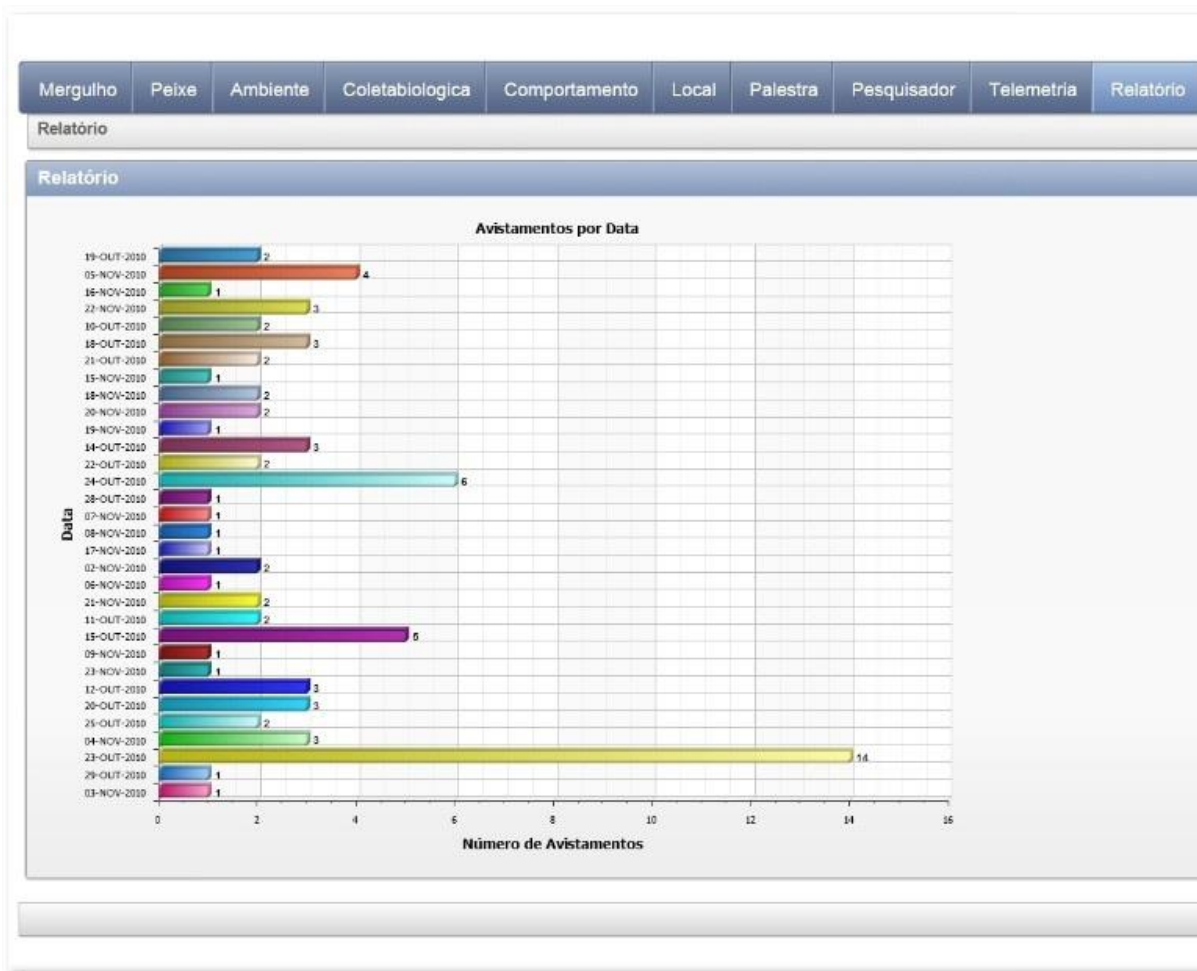 Mergulho Peixe Ambiente Coletabiologica Comportamento Local Palestra Pesquisador Telemetria Relatório
Relatório
Relatório
Avistamentos por Data
19-OUT-2010 2
05-NOV-2010 4
16-NOV-2010 1
22-NOV-2010 3
10-OUT-2010 2
18-OUT-2010 3
21-OUT-2010 2
15-NOV-2010 1
18-NOV-2010 2
20-NOV-2010 2
19-NOV-2010 1
14-OUT-2010 3
22-OUT-2010 2
24-OUT-2010 6
28-OUT-2010 1
07-NOV-2010 1
08-NOV-2010 1
17-NOV-2010 1
02-NOV-2010 2
06-NOV-2010 1
21-NOV-2010 2
11-OUT-2010 2
15-OUT-2010 5
09-NOV-2010 1
23-NOV-2010 1
12-OUT-2010 3
20-OUT-2010 3
25-OUT-2010 2
04-NOV-2010 3
23-OUT-2010 14
29-OUT-2010 1
03-NOV-2010 1
Data
0 2 4 6 8 10 12 14 16
Número de Avistamentos